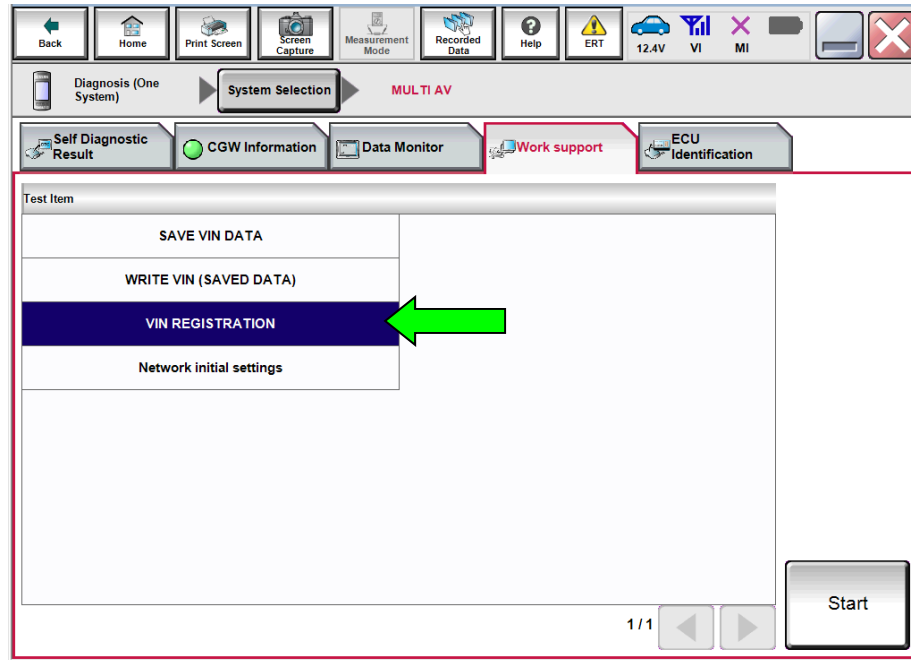 Back
Home
Print Screen
Screen
Capture
Measurement
Mode
Recorded
Data
Help
ERT
12.4V
VI
MI
Diagnosis (One
System)
System Selection
MULTI AV
Self Diagnostic
Result
CGW Information
Data Monitor
Work support
ECU
Identification
Test Item
SAVE VIN DATA
WRITE VIN (SAVED DATA)
VIN REGISTRATION
Network initial settings
1/1
Start